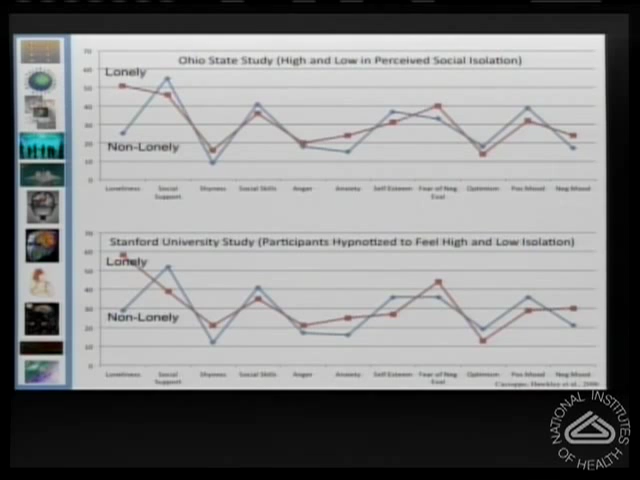 Ohio State Study (High and Low in Perceived Social Isolation)
70
60
50
40
30
20
10
0
Lonely
Non-Lonely
Loneliness Social Support Shyness Social Skills Anger Anxiety Self Esteem Fear of Neg Eval Optimism Pos Mood Neg Mood
Stanford University Study (Participants Hypnotized to Feel High and Low Isolation)
70
60
50
40
30
20
10
0
Lonely
Non-Lonely
Loneliness Social Support Shyness Social Skills Anger Anxiety Self Esteem Fear of Neg Eval Optimism Pos Mood Neg Mood
Cacioppo, Hawkley et al., 2006
NATIONAL INSTITUTES OF HEALTH